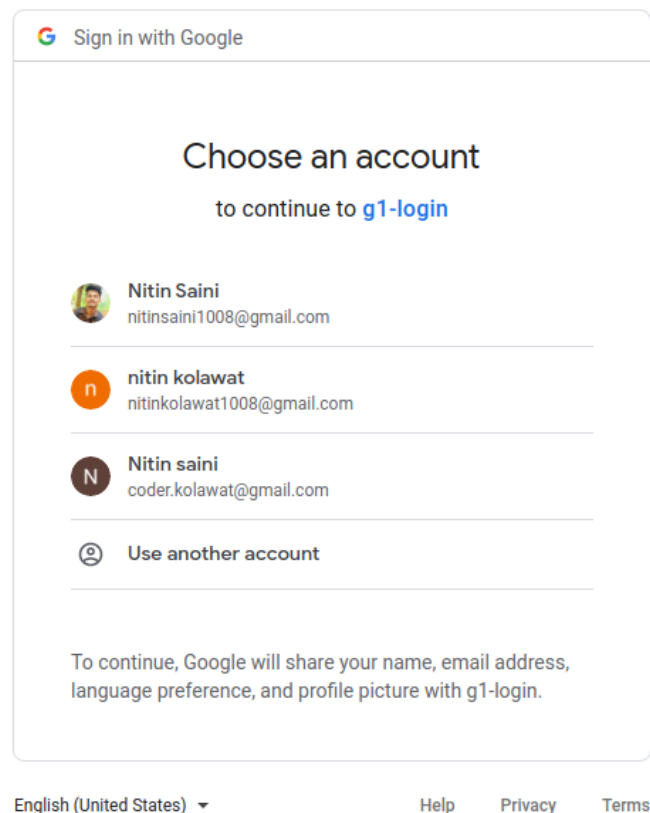 Sign in with Google
Choose an account
to continue to g1-login
Nitin Saini
nitinsaini1008@gmail.com
n
nitin kolawat
nitinkolawat1008@gmail.com
N
Nitin saini
coder.kolawat@gmail.com
Use another account
To continue, Google will share your name, email address,
language preference, and profile picture with g1-login.
English (United States) Help Privacy Terms